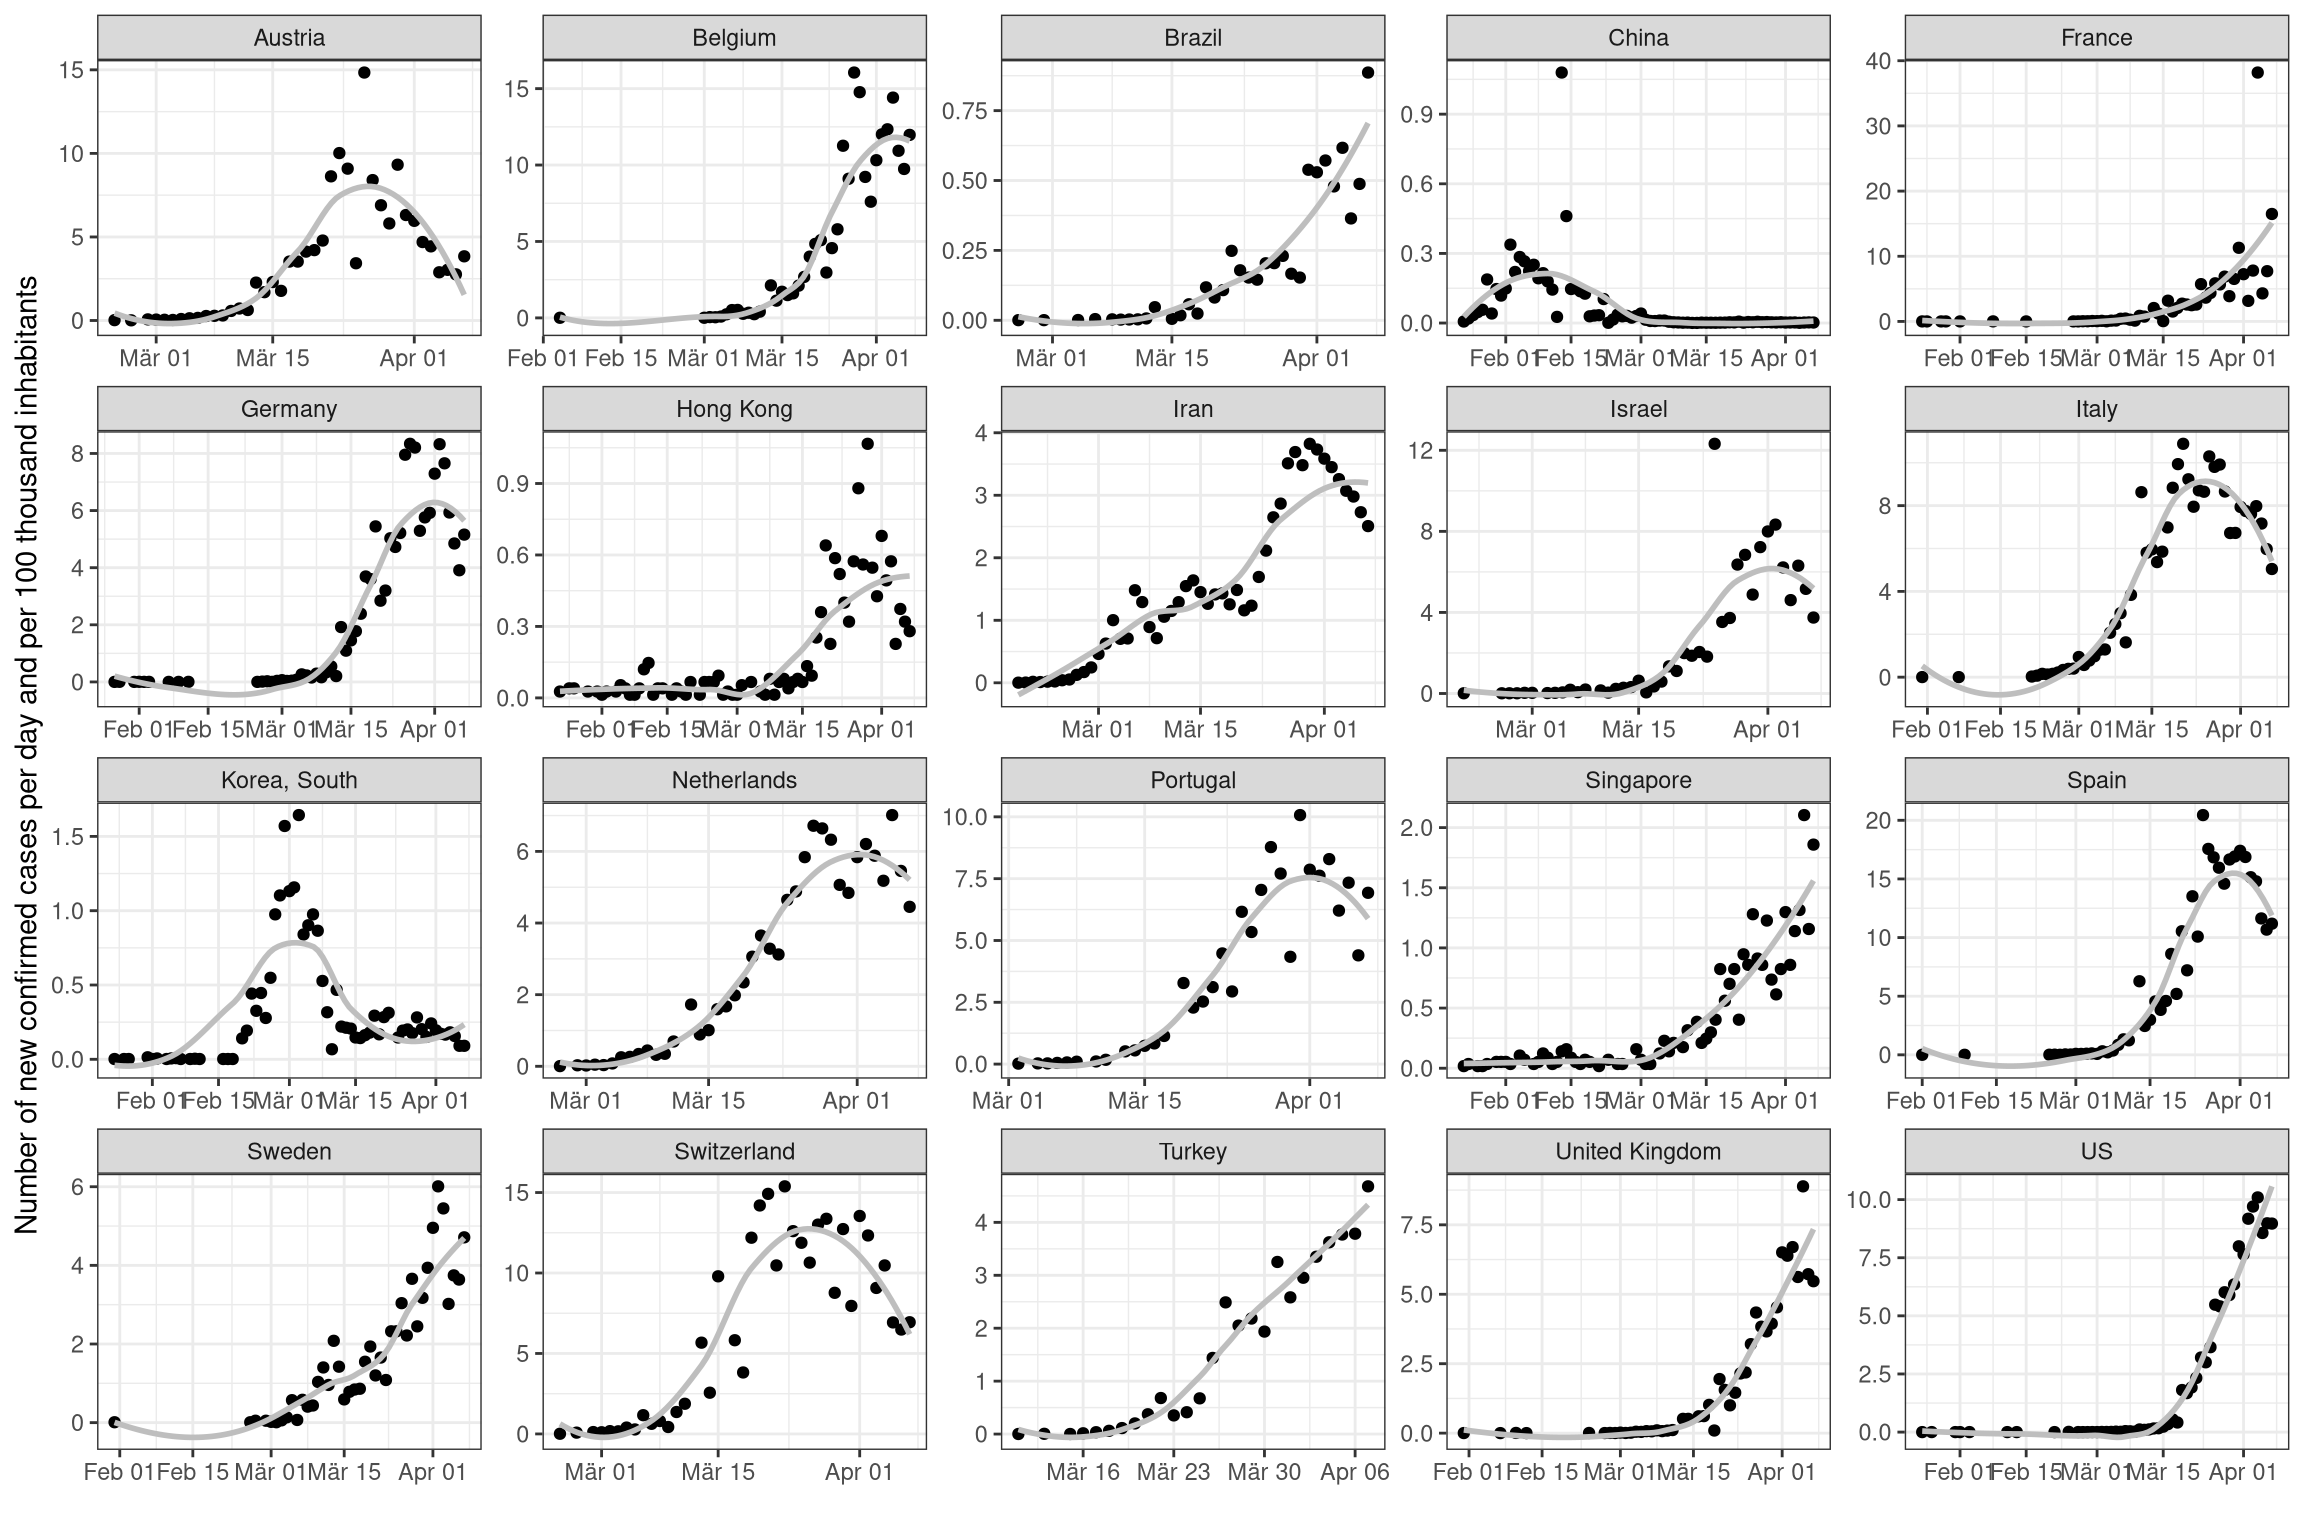 Number of new confirmed cases per day and per 100 thousand inhabitants
Austria
15
10
5
0
Mär 01 Mär 15 Apr 01
Belgium
15
10
5
0
Feb 01 Feb 15 Mär 01 Mär 15 Apr 01
Brazil
0.75
0.50
0.25
0.00
Mär 01 Mär 15 Apr 01
China
0.9
0.6
0.3
0.0
Feb 01 Feb 15 Mär 01 Mär 15 Apr 01
France
40
30
20
10
0
Feb 01 Feb 15 Mär 01 Mär 15 Apr 01
Germany
8
6
4
2
0
Feb 01 Feb 15 Mär 01 Mär 15 Apr 01
Hong Kong
0.9
0.6
0.3
0.0
Feb 01 Feb 15 Mär 01 Mär 15 Apr 01
Iran
4
3
2
1
0
Mär 01 Mär 15 Apr 01
Israel
12
8
4
0
Mär 01 Mär 15 Apr 01
Italy
8
4
0
Feb 01 Feb 15 Mär 01 Mär 15 Apr 01
Korea, South
1.5
1.0
0.5
0.0
Feb 01 Feb 15 Mär 01 Mär 15 Apr 01
Netherlands
6
4
2
0
Mär 01 Mär 15 Apr 01
Portugal
10.0
7.5
5.0
2.5
0.0
Mär 01 Mär 15 Apr 01
Singapore
2.0
1.5
1.0
0.5
0.0
Feb 01 Feb 15 Mär 01 Mär 15 Apr 01
Spain
20
15
10
5
0
Feb 01 Feb 15 Mär 01 Mär 15 Apr 01
Sweden
6
4
2
0
Feb 01 Feb 15 Mär 01 Mär 15 Apr 01
Switzerland
15
10
5
0
Mär 01 Mär 15 Apr 01
Turkey
4
3
2
1
0
Mär 16 Mär 23 Mär 30 Apr 06
United Kingdom
7.5
5.0
2.5
0.0
Feb 01 Feb 15 Mär 01 Mär 15 Apr 01
US
10.0
7.5
5.0
2.5
0.0
Feb 01 Feb 15 Mär 01 Mär 15 Apr 01